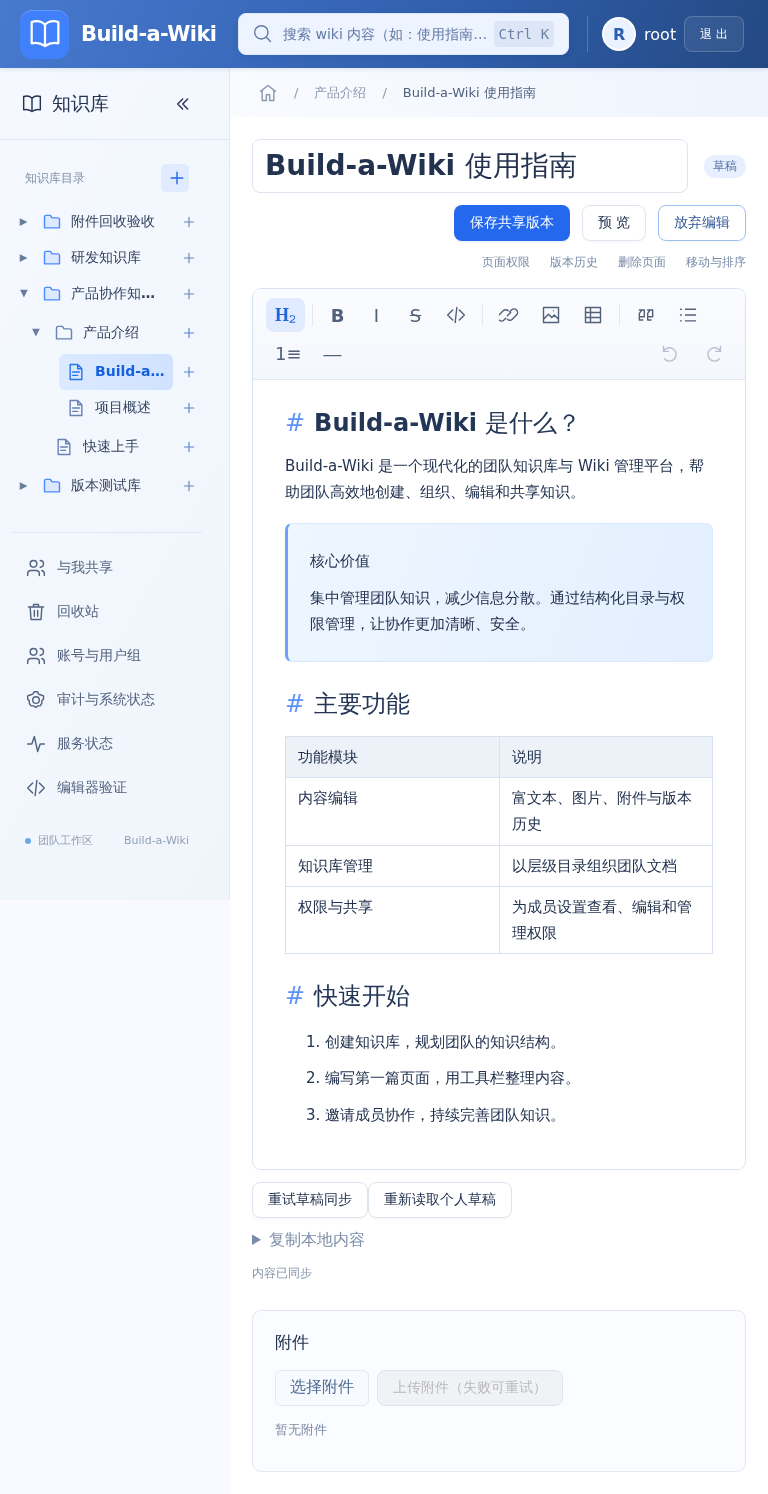 Build-a-Wiki
搜索 wiki 内容（如：使用指南... Ctrl K
R root 退 出
知识库
/ 产品介绍 / Build-a-Wiki 使用指南
知识库目录
附件回收验收
研发知识库
产品协作知...
产品介绍
Build-a...
项目概述
快速上手
版本测试库
与我共享
回收站
账号与用户组
审计与系统状态
服务状态
编辑器验证
团队工作区 Build-a-Wiki
Build-a-Wiki 使用指南 草稿
保存共享版本 预 览 放弃编辑
页面权限 版本历史 删除页面 移动与排序
H₂ B I S
1≡ —
# Build-a-Wiki 是什么？
Build-a-Wiki 是一个现代化的团队知识库与 Wiki 管理平台，帮
助团队高效地创建、组织、编辑和共享知识。
核心价值
集中管理团队知识，减少信息分散。通过结构化目录与权
限管理，让协作更加清晰、安全。
# 主要功能
功能模块 说明
内容编辑 富文本、图片、附件与版本
历史
知识库管理 以层级目录组织团队文档
权限与共享 为成员设置查看、编辑和管
理权限
# 快速开始
1. 创建知识库，规划团队的知识结构。
2. 编写第一篇页面，用工具栏整理内容。
3. 邀请成员协作，持续完善团队知识。
重试草稿同步 重新读取个人草稿
复制本地内容
内容已同步
附件
选择附件 上传附件（失败可重试）
暂无附件